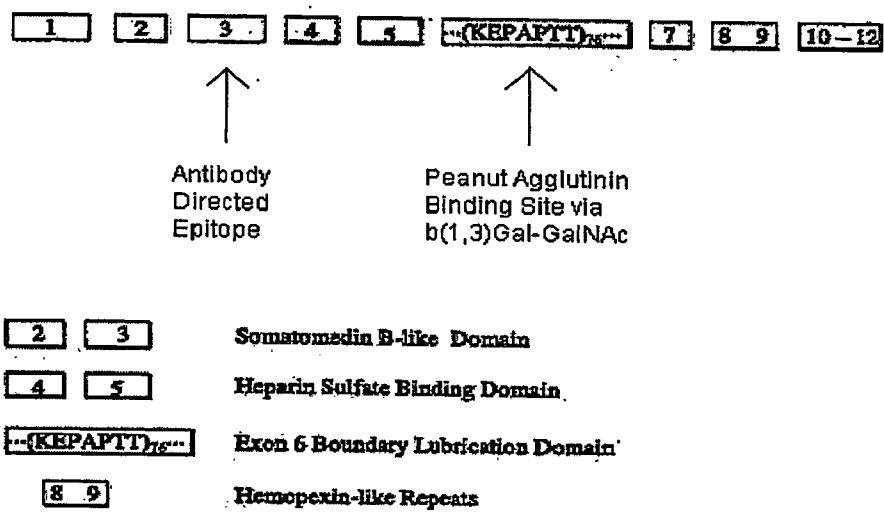 1 2 3 4 5 ...(KEPAPTT)76... 7 8 9 10–12
Antibody
Directed
Epitope
Peanut Agglutinin
Binding Site via
b(1,3)Gal-GalNAc
2 3 Somatomedin B-like Domain
4 5 Heparin Sulfate Binding Domain
...(KEPAPTT)76... Exon 6 Boundary Lubrication Domain
8 9 Hemopexin-like Repeats